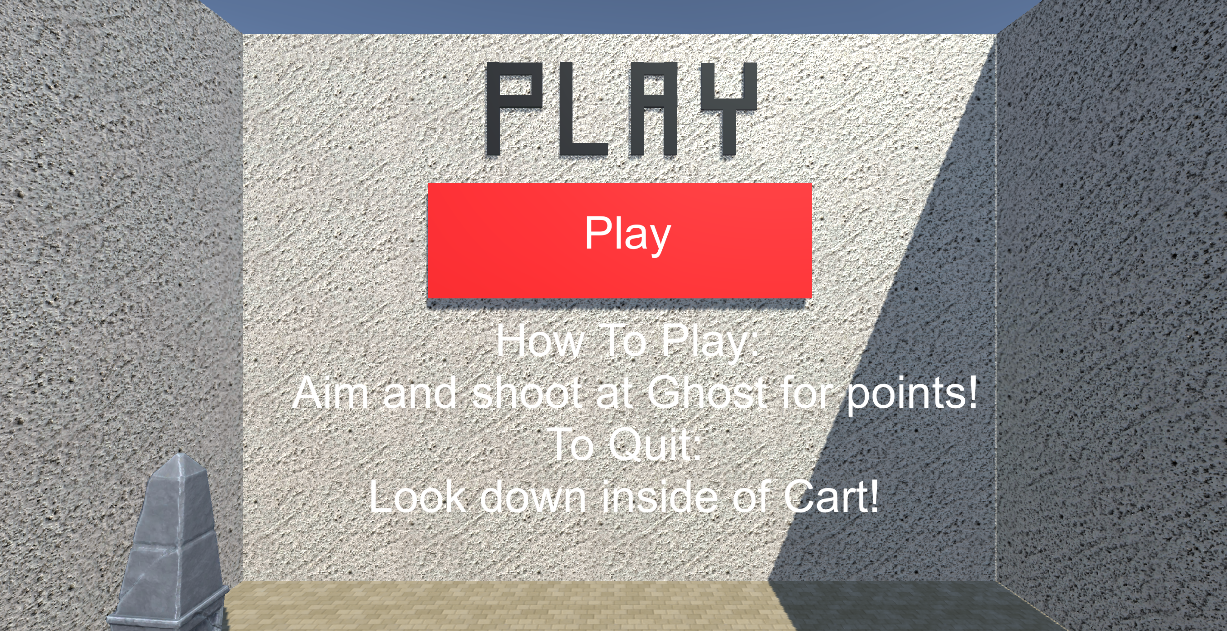 PLAY
Play
How To Play:
Aim and shoot at Ghost for points!
To Quit:
Look down inside of Cart!